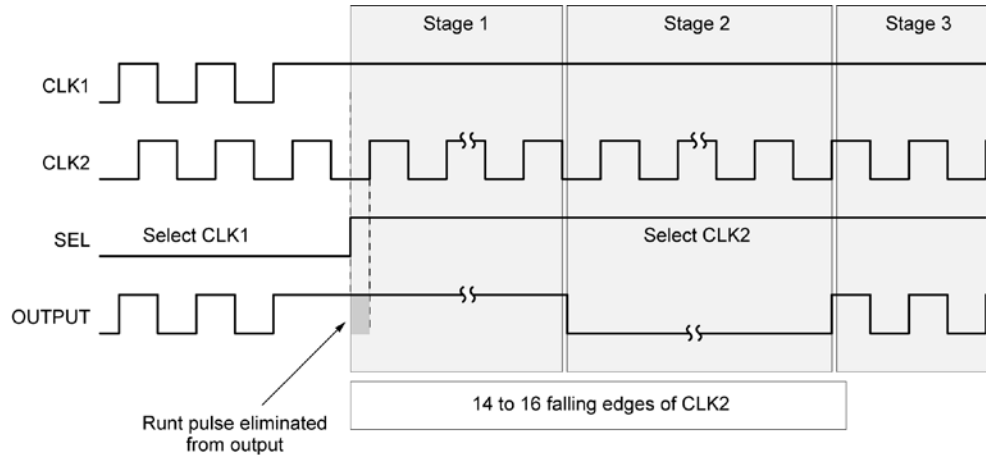 Stage 1
Stage 2
Stage 3
CLK1
CLK2
SEL
Select CLK1
Select CLK2
OUTPUT
14 to 16 falling edges of CLK2
Runt pulse eliminated
from output